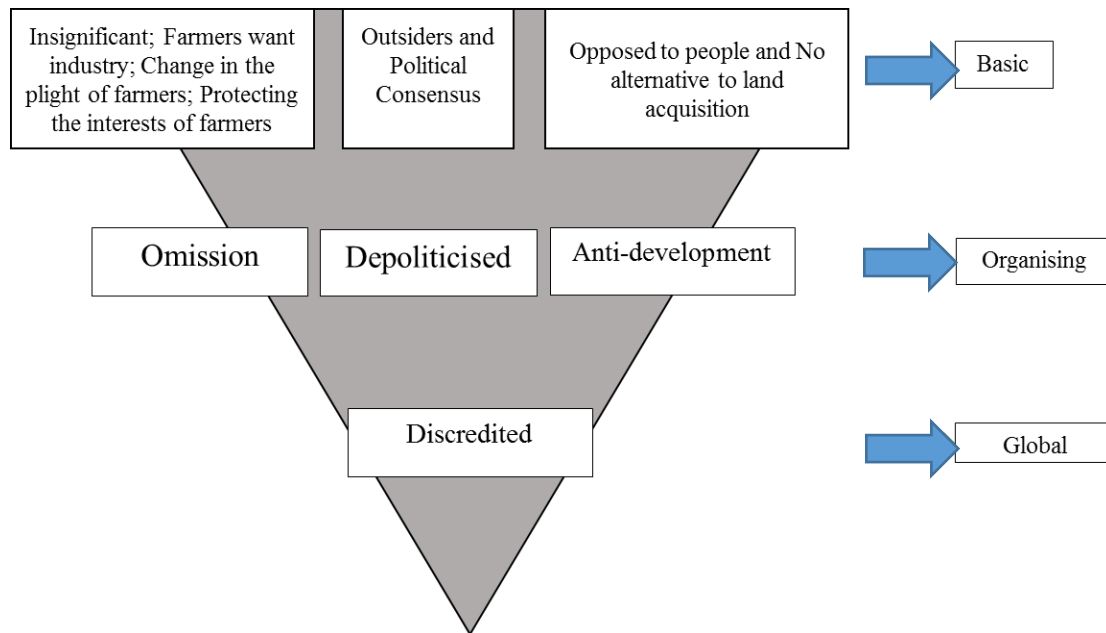 Insignificant; Farmers want
industry; Change in the
plight of farmers; Protecting
the interests of farmers
Outsiders and
Political
Consensus
Opposed to people and No
alternative to land
acquisition
Basic
Omission
Depoliticised
Anti-development
Organising
Discredited
Global